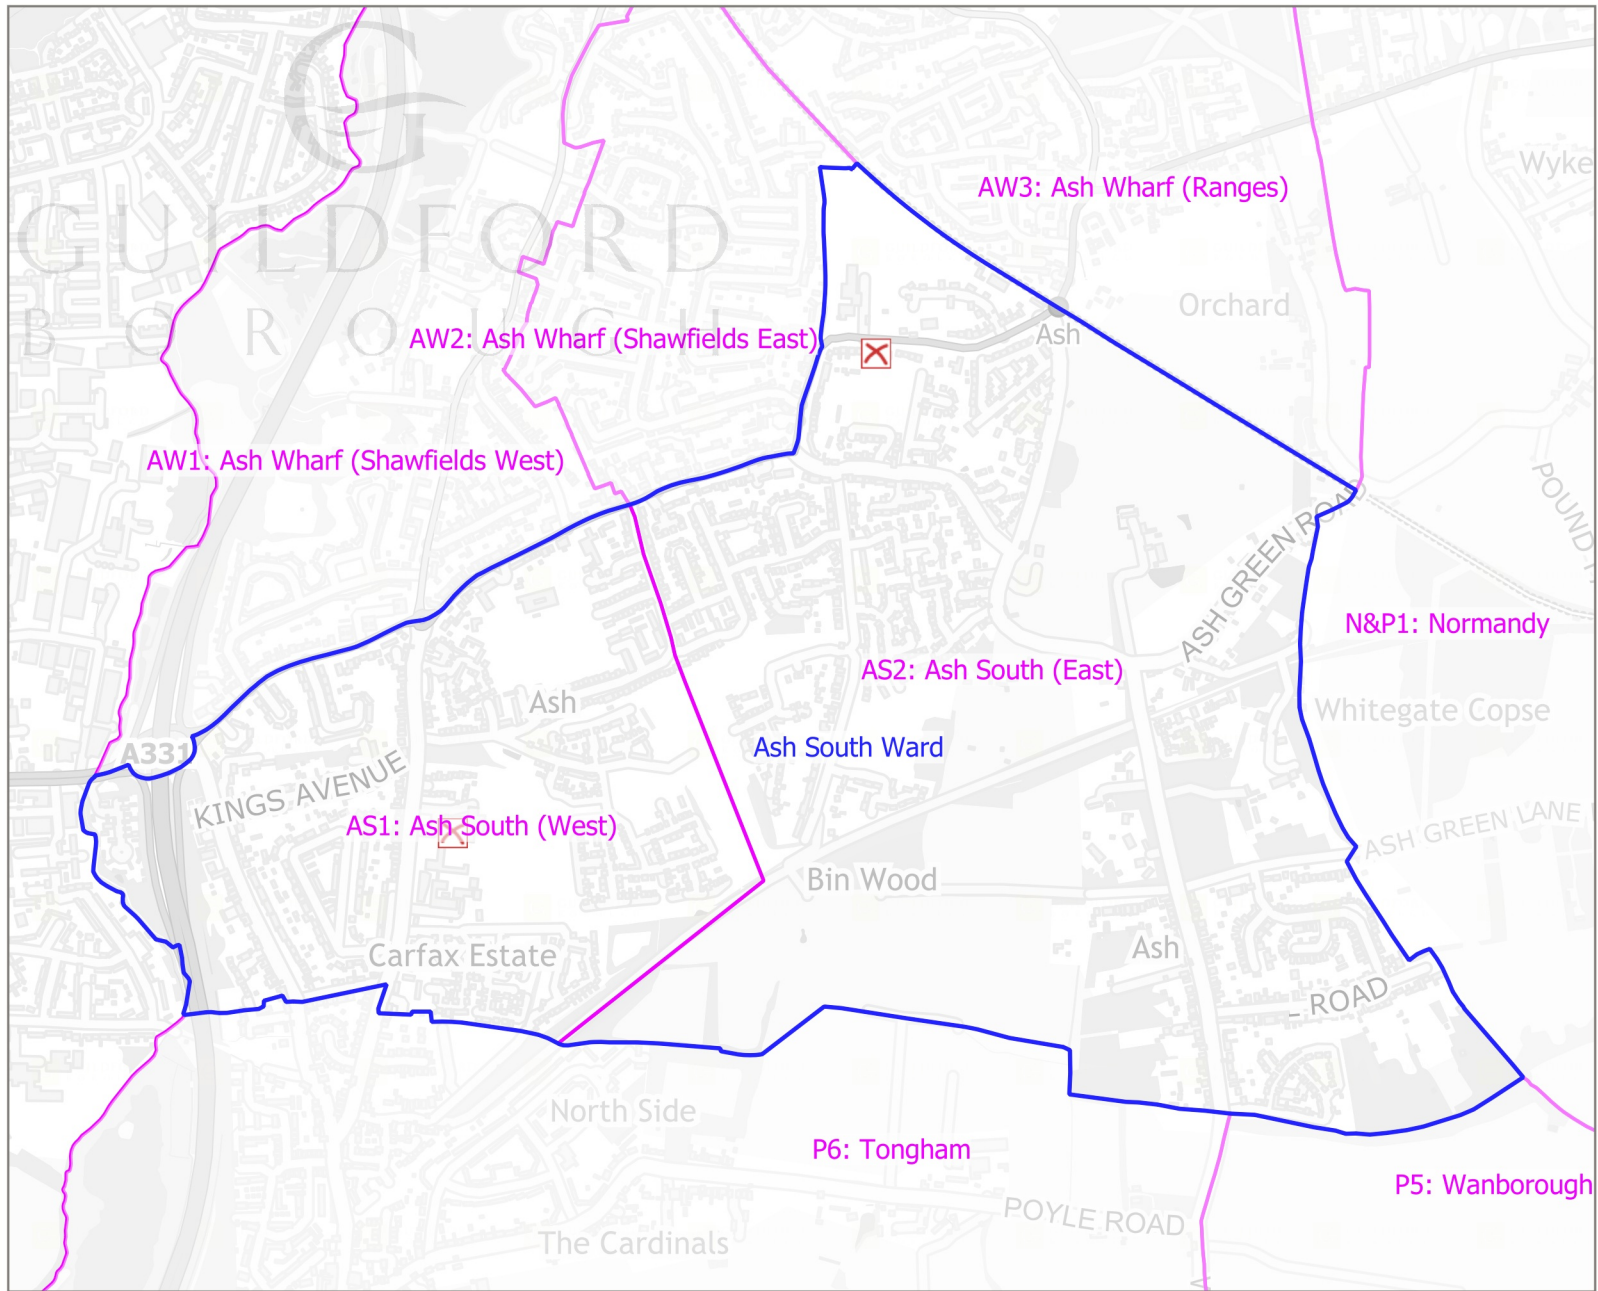 GUILDFORD
BOROUGH
Wyke
AW3: Ash Wharf (Ranges)
Orchard
AW2: Ash Wharf (Shawfields East)
Ash
AW1: Ash Wharf (Shawfields West)
POUND
ASH GREEN ROAD
N&P1: Normandy
AS2: Ash South (East)
Ash
Whitegate Copse
Ash South Ward
A331
KINGS AVENUE
AS1: Ash South (West)
ASH GREEN LANE
Bin Wood
Carfax Estate
Ash
ROAD
North Side
P6: Tongham
P5: Wanborough
POYLE ROAD
The Cardinals